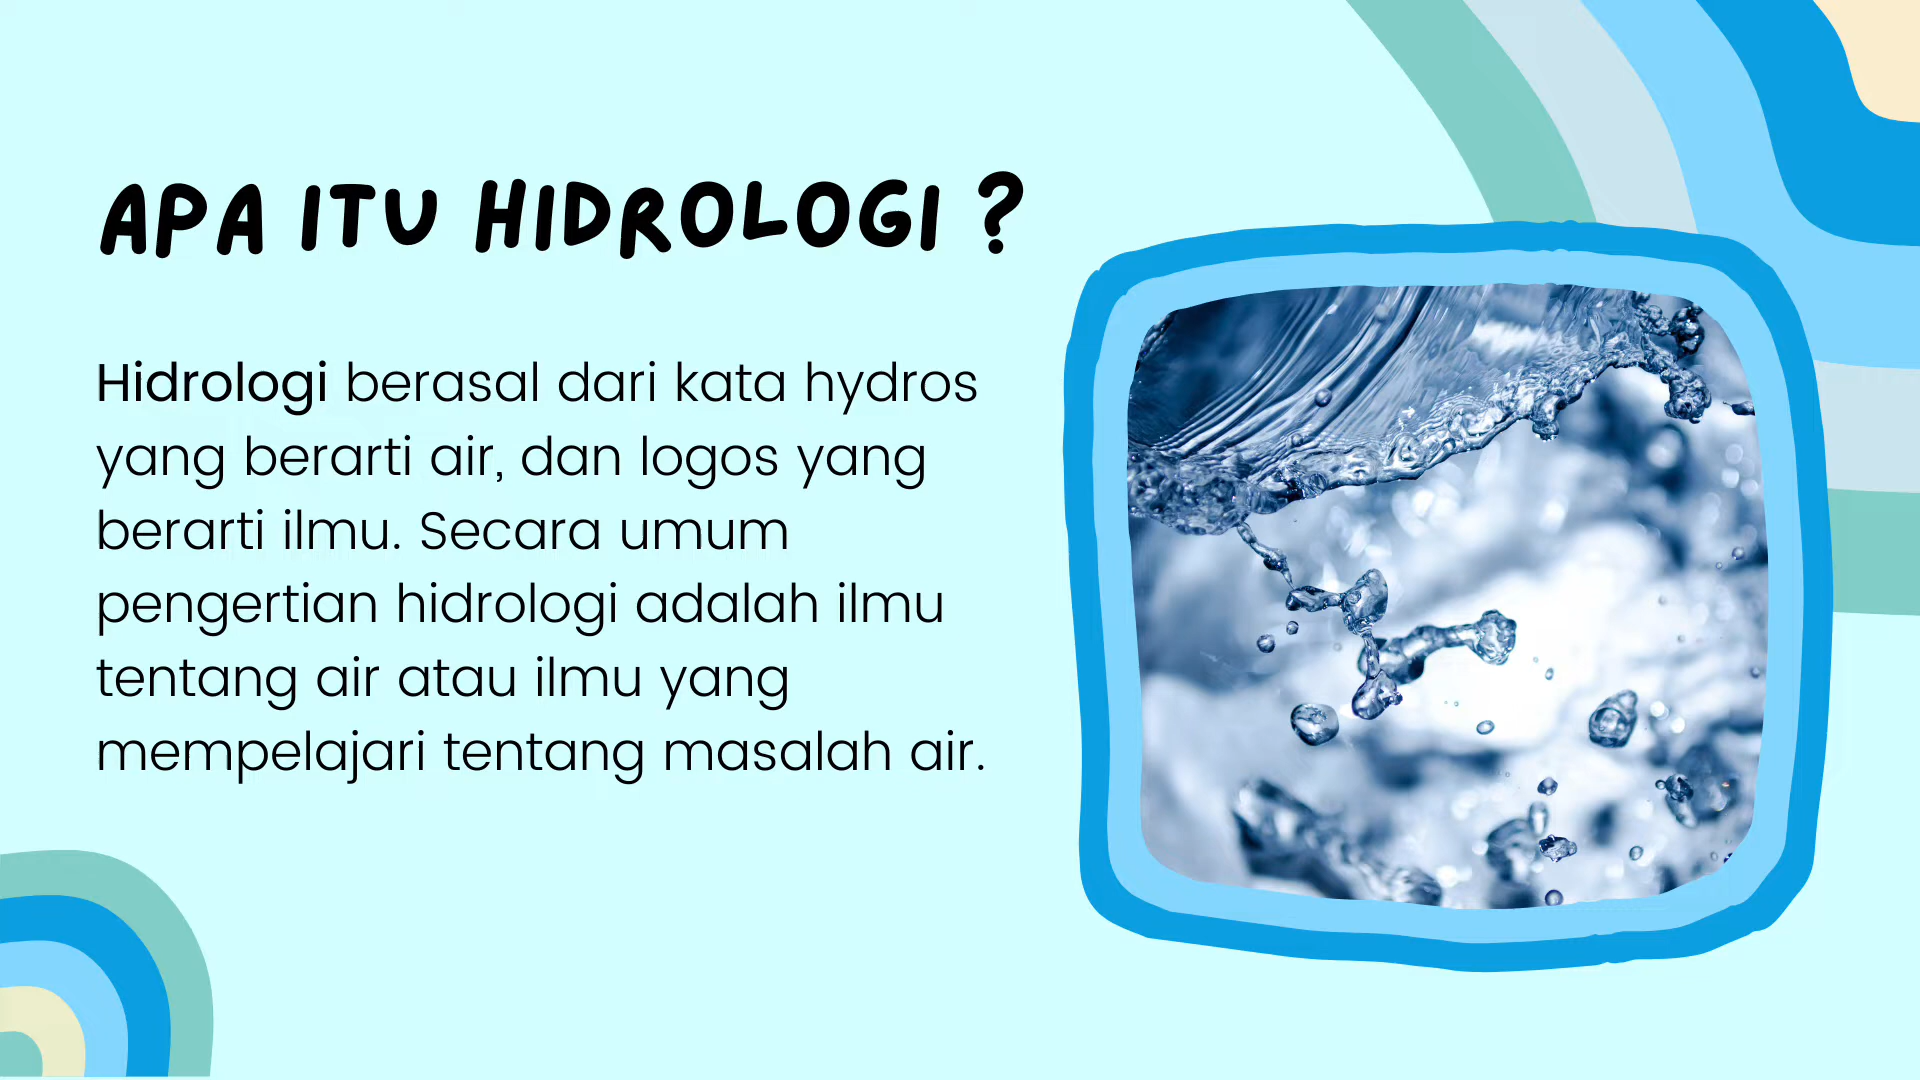 APA ITU HIDROLOGI ?
Hidrologi berasal dari kata hydros
yang berarti air, dan logos yang
berarti ilmu. Secara umum
pengertian hidrologi adalah ilmu
tentang air atau ilmu yang
mempelajari tentang masalah air.